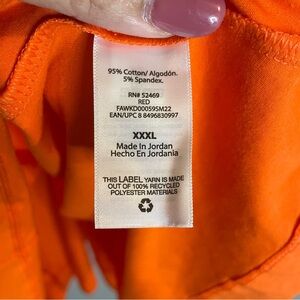 95% Cotton/ Algodón.
5% Spandex.
RN# 52469
RED
FAWKD000595M22
EAN/UPC 8 8496830997
XXXL
Made In Jordan
Hecho En Jordania
THIS LABEL YARN IS MADE
OUT OF 100% RECYCLED
POLYESTER MATERIALS